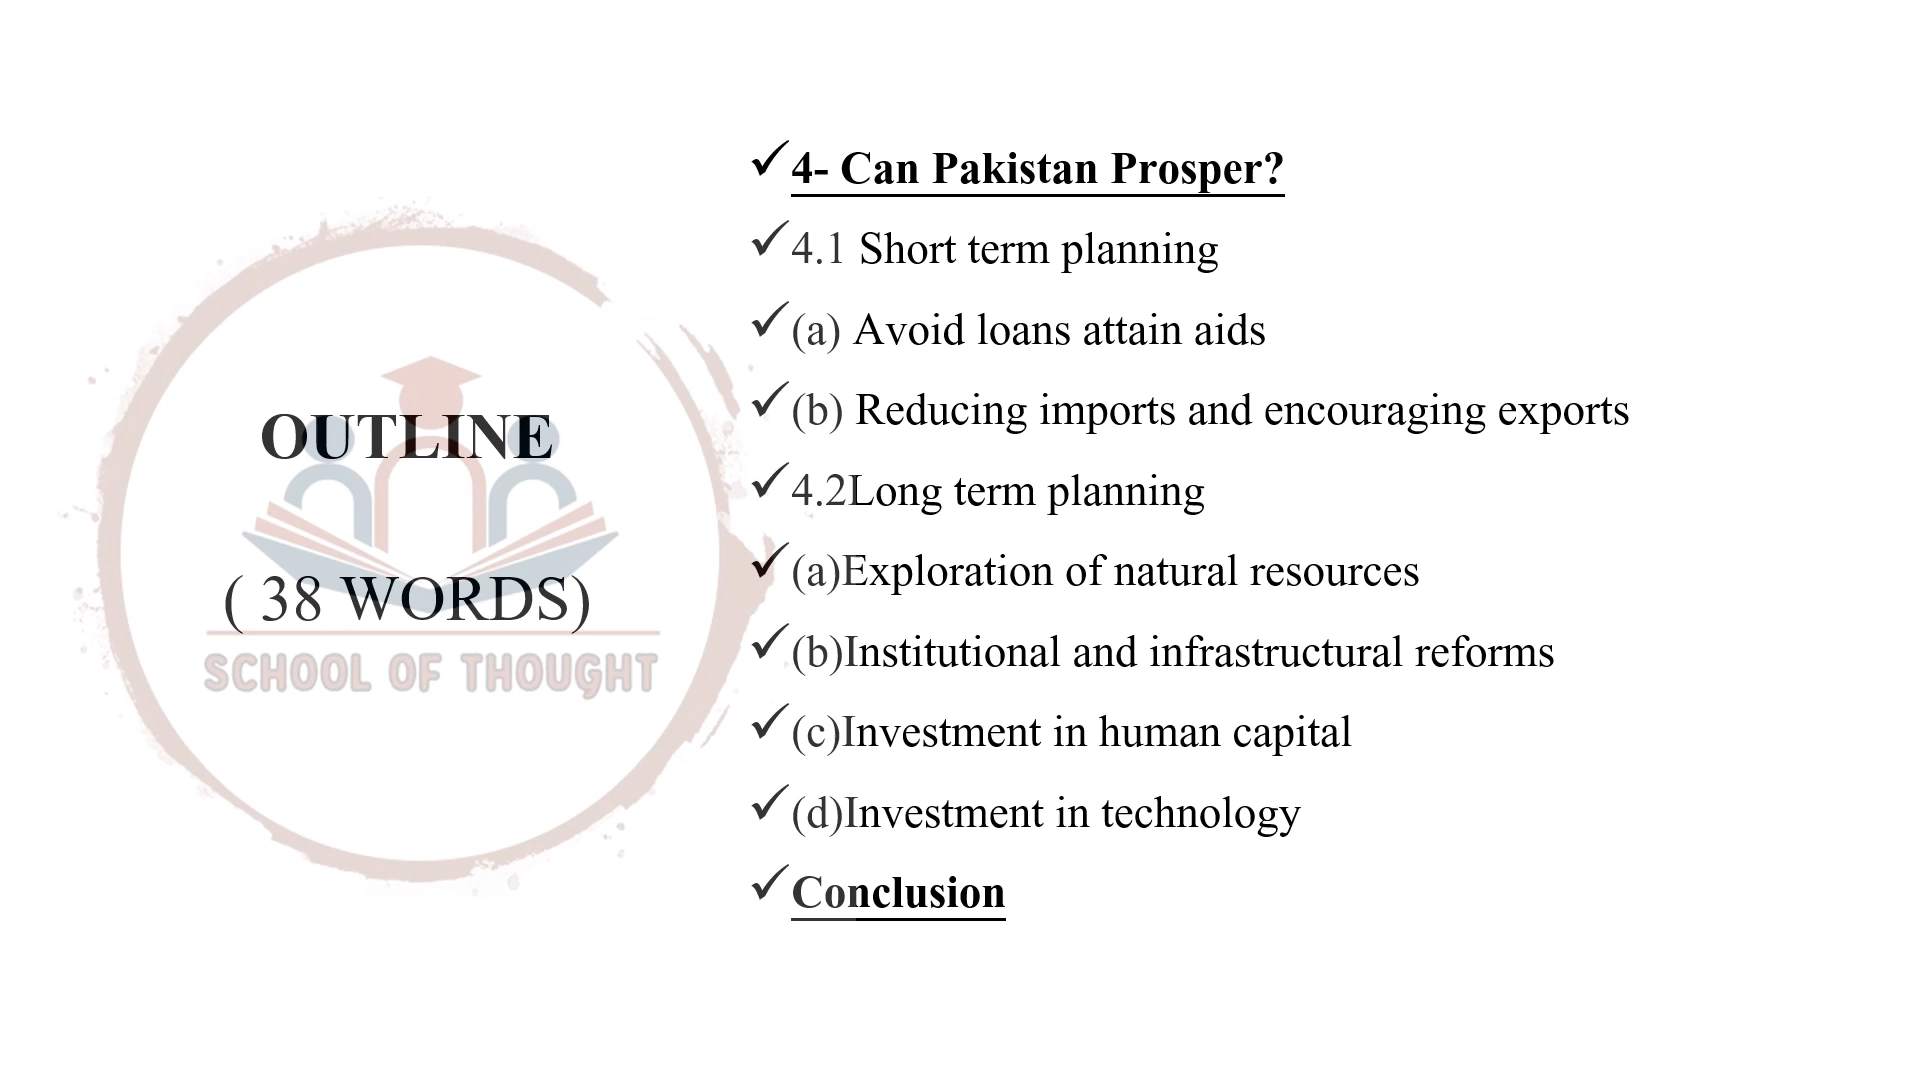 OUTLINE
( 38 WORDS)
SCHOOL OF THOUGHT
4- Can Pakistan Prosper?
4.1 Short term planning
(a) Avoid loans attain aids
(b) Reducing imports and encouraging exports
4.2Long term planning
(a)Exploration of natural resources
(b)Institutional and infrastructural reforms
(c)Investment in human capital
(d)Investment in technology
Conclusion